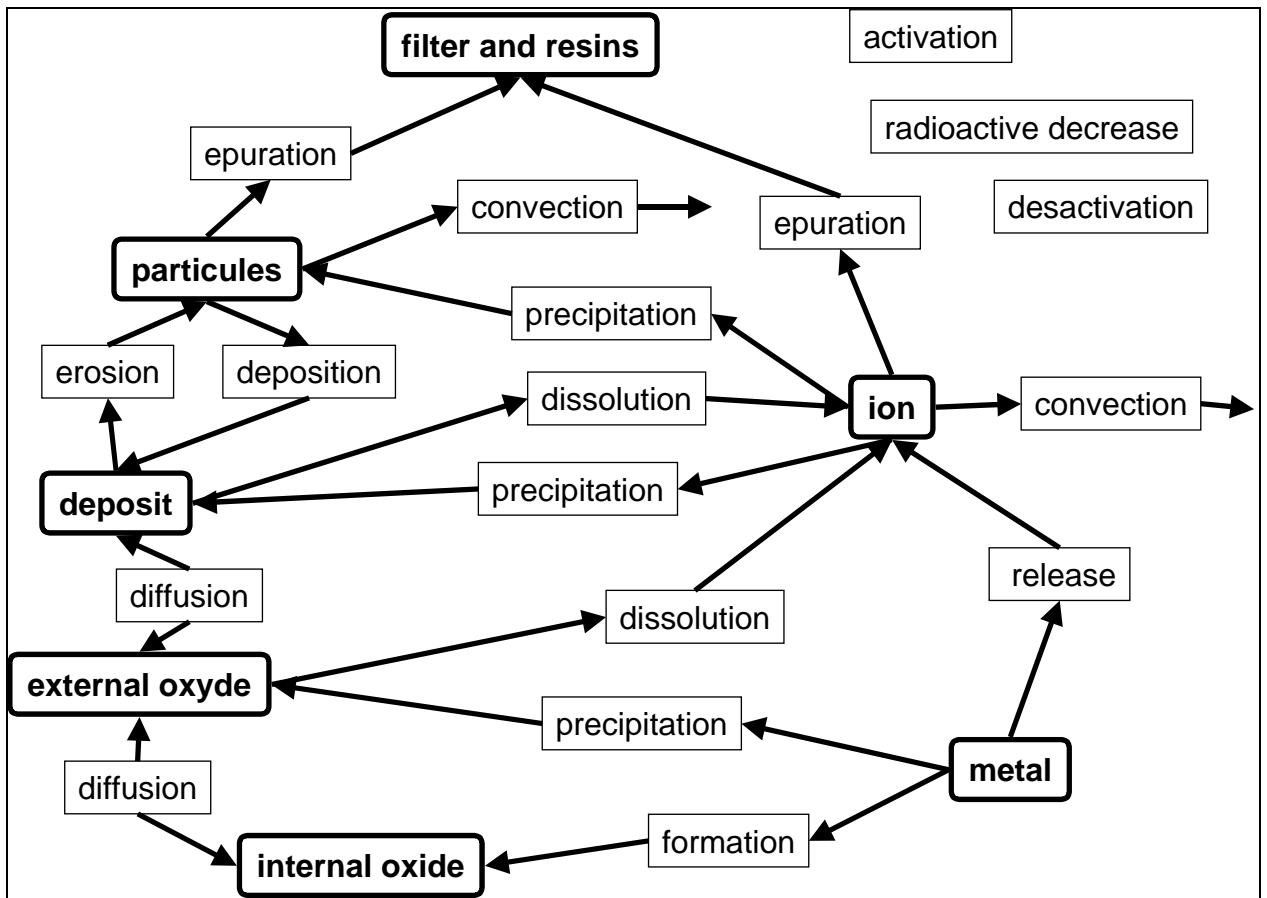 filter and resins
activation
radioactive decrease
epuration
convection
desactivation
epuration
particules
precipitation
erosion
deposition
dissolution
ion
convection
deposit
precipitation
diffusion
release
dissolution
external oxyde
precipitation
metal
diffusion
formation
internal oxide